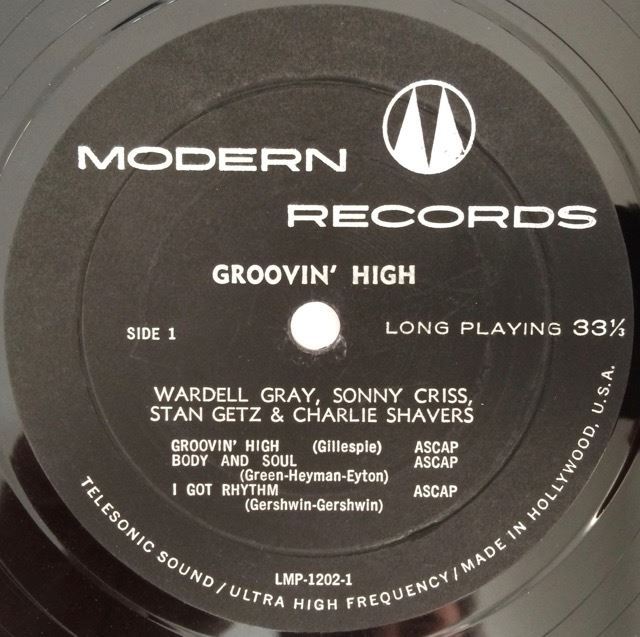 MODERN
RECORDS
GROOVIN' HIGH
SIDE 1
LONG PLAYING 33⅓
WARDELL GRAY, SONNY CRISS,
STAN GETZ & CHARLIE SHAVERS
GROOVIN' HIGH (Gillespie) ASCAP
BODY AND SOUL ASCAP
(Green-Heyman-Eyton)
I GOT RHYTHM ASCAP
(Gershwin-Gershwin)
LMP-1202-1
TELESONIC SOUND / ULTRA HIGH FREQUENCY / MADE IN HOLLYWOOD, U.S.A.